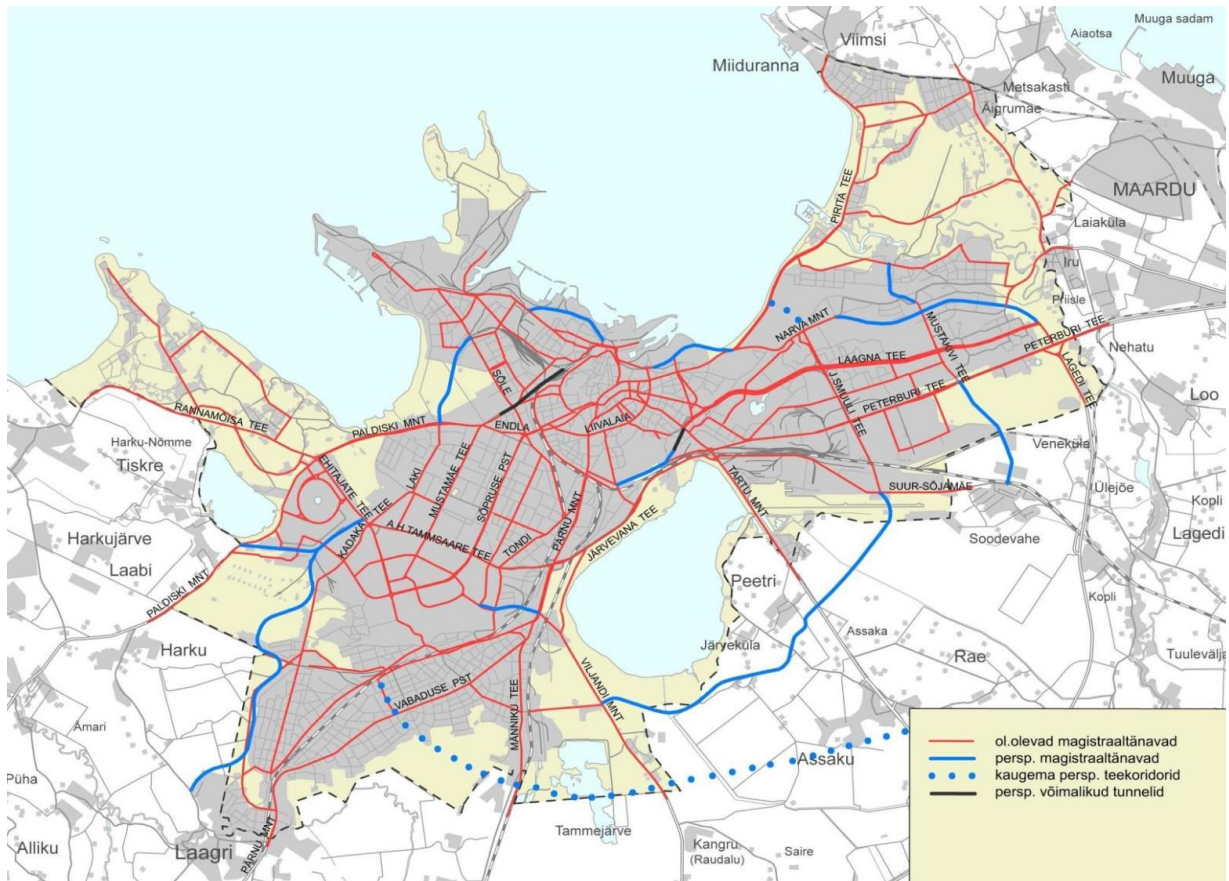 Muuga sadam
Viimsi
Aiaotsa
Miiduranna
Muuga
Metsakasti
Äigrumäe
MAARDU
PIRITA TEE
Laiaküla
Iru
Priisle
NARVA MNT
MUSTAKIVI TEE
PETERBURI TEE
LAAGNA TEE
Nehatu
SÕLE
J.SMUULI TEE
PETERBURI TEE
LAGEDI TEE
Loo
RANNAMÕISA TEE
PALDISKI MNT
ENDLA
LIIVALAIA
Harku-Nõmme
Tiskre
Veneküla
EHITAJATE TEE
LAKI
MUSTAMÄE TEE
SÕPRUSE PST
TARTU MNT
SUUR-SÕJAMÄE
Ülejõe
Kopli
KADAKA TEE
A.H.TAMMSAARE TEE
TONDI
PÄRNU MNT
JÄRVEVANA TEE
Soodevahe
Lagedi
Harkujärve
Laabi
Peetri
PALDISKI MNT
Kopli
Harku
Järveküla
Assaka
Rae
Tuulevälja
VABADUSE PST
MÄNNIKU TEE
VILJANDI MNT
Ämari
Assaku
Püha
Tammejärve
Alliku
Laagri
PÄRNU MNT
Kangru
(Raudalu)
Saire
ol.olevad magistraaltänavad
persp. magistraaltänavad
kaugema persp. teekoridorid
persp. võimalikud tunnelid